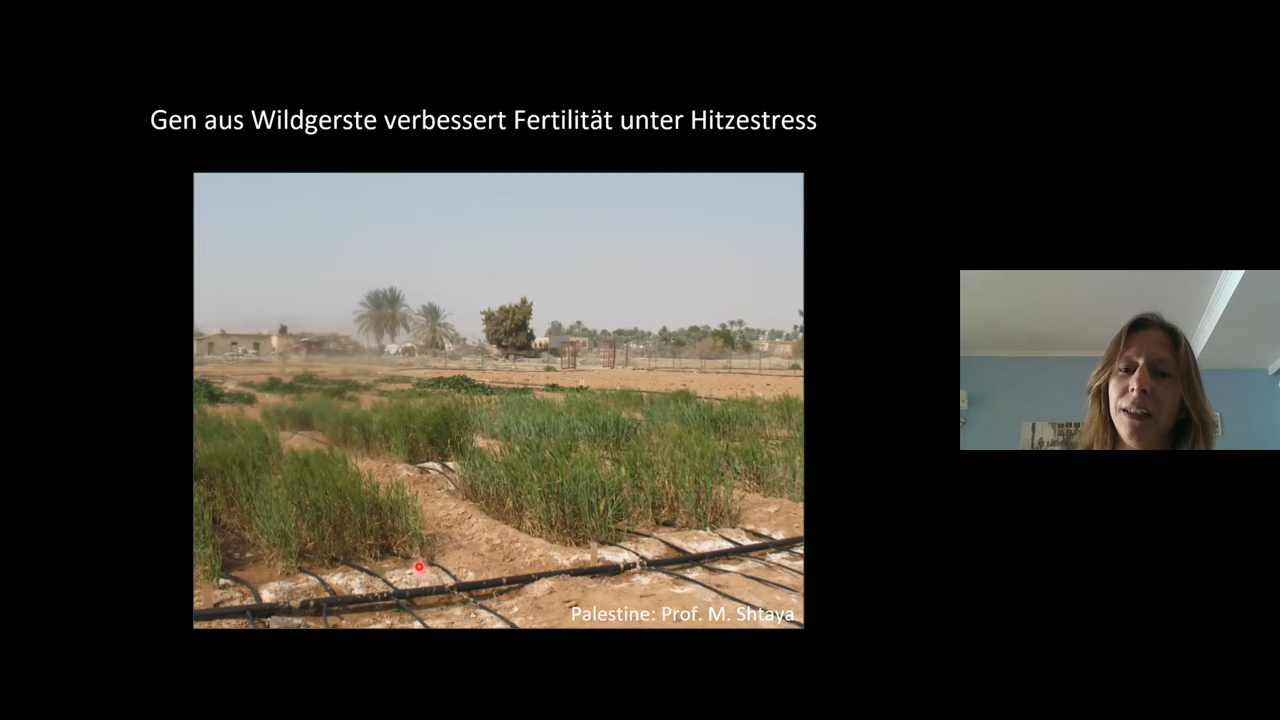 Gen aus Wildgerste verbessert Fertilität unter Hitzestress
Palestine: Prof. M. Shtaya